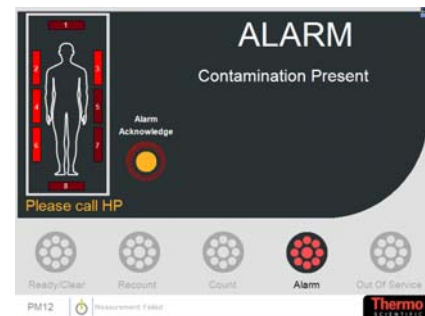 ALARM
Contamination Present
1
2
3
4
5
6
7
8
Alarm
Acknowledge
Please call HP
Ready/Clear
Recount
Count
Alarm
Out Of Service
PM12
Measurement Failed
Thermo
SCIENTIFIC